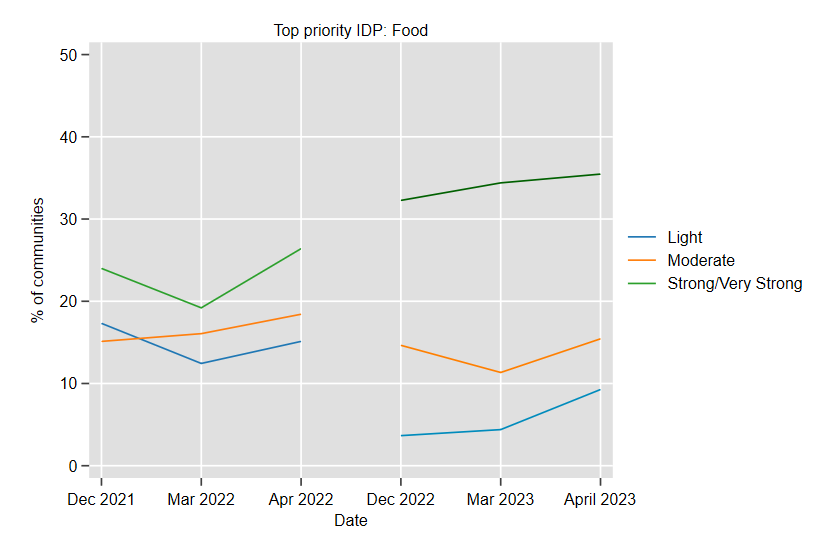 Top priority IDP: Food
50
40
30
20
10
0
% of communities
Dec 2021 Mar 2022 Apr 2022 Dec 2022 Mar 2023 April 2023
Date
Light
Moderate
Strong/Very Strong